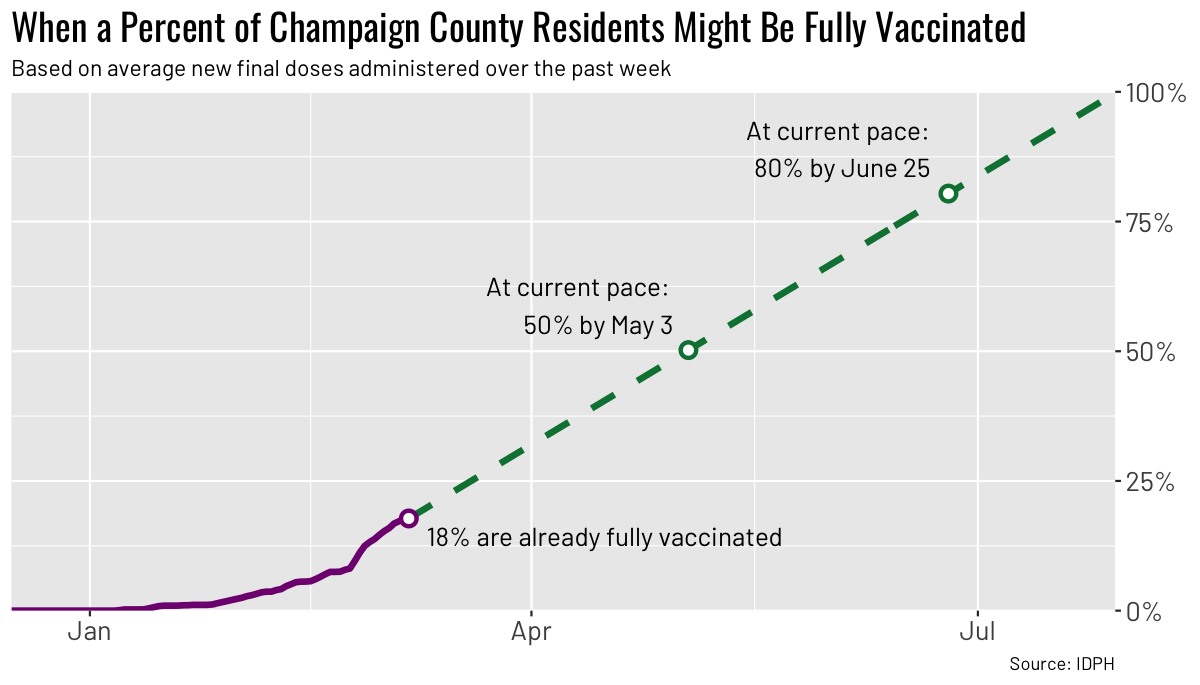 When a Percent of Champaign County Residents Might Be Fully Vaccinated
Based on average new final doses administered over the past week
100%
At current pace:
80% by June 25
75%
At current pace:
50% by May 3
50%
25%
18% are already fully vaccinated
0%
Jan
Apr
Jul
Source: IDPH